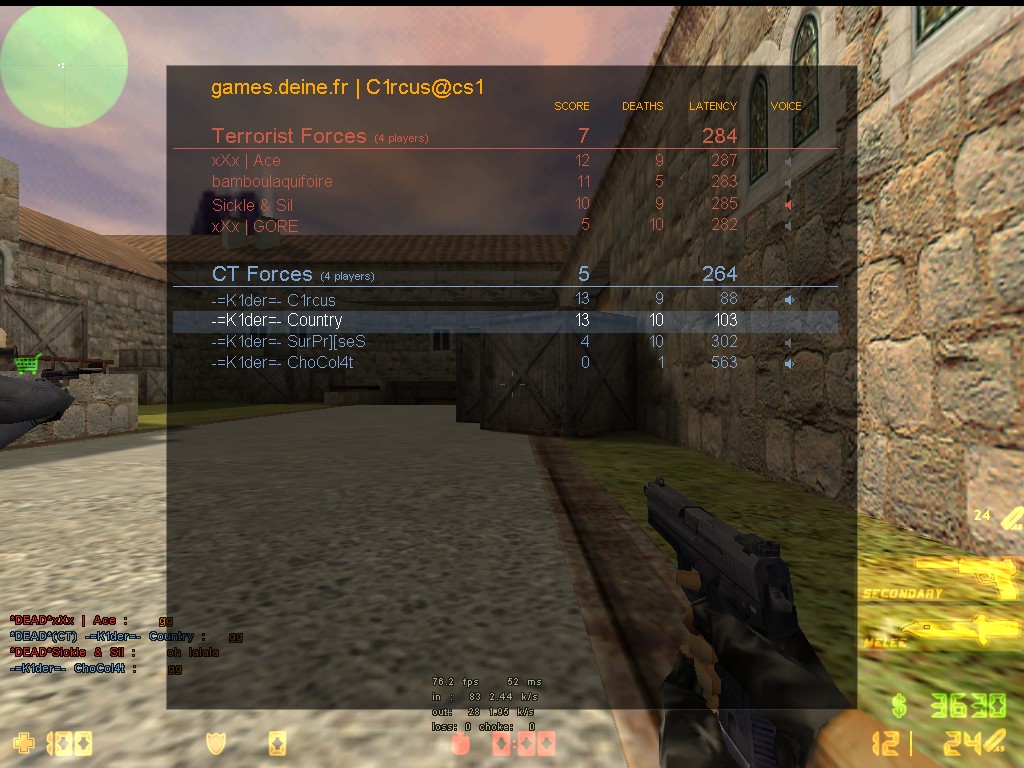 games.deine.fr | C1rcus@cs1
SCORE DEATHS LATENCY VOICE
Terrorist Forces (4 players) 7 284
xXx | Ace 12 9 287
bamboulaquifoire 11 5 283
Sickle & Sil 10 9 285
xXx | GORE 5 10 282
CT Forces (4 players) 5 264
-=K1der=- C1rcus 13 9 88
-=K1der=- Country 13 10 103
-=K1der=- SurPr][seS 4 10 302
-=K1der=- ChoCol4t 0 1 563
24
SECONDARY
MELEE
*DEAD*xXx | Ace : gg
*DEAD*(CT) -=K1der=- Country : gg
*DEAD*Sickle & Sil : oh lalala
-=K1der=- ChoCol4t : gg
76.2 fps 52 ms
in : 83 2.44 k/s
out: 28 1.95 k/s
loss: 0 choke: 0
$ 3630
100 0 0:00
12 | 24